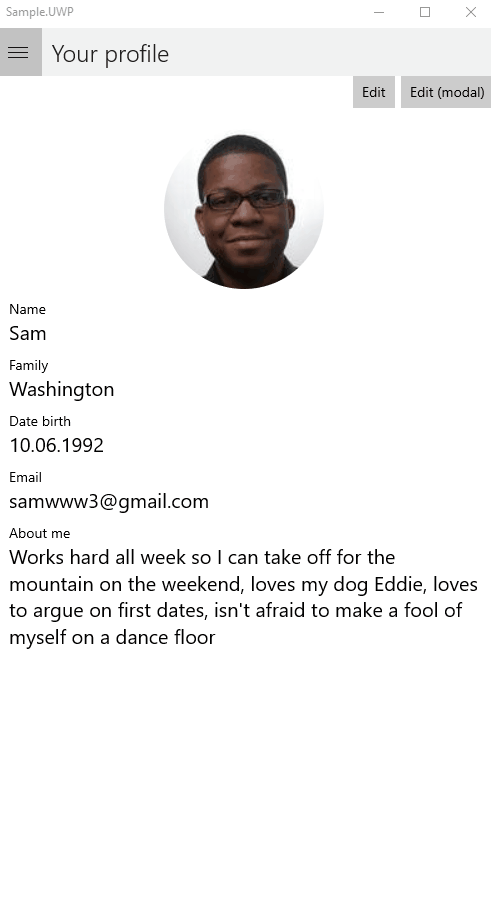 Sample.UWP
Your profile
Edit
Edit (modal)
Name
Sam
Family
Washington
Date birth
10.06.1992
Email
samwww3@gmail.com
About me
Works hard all week so I can take off for the
mountain on the weekend, loves my dog Eddie, loves
to argue on first dates, isn't afraid to make a fool of
myself on a dance floor